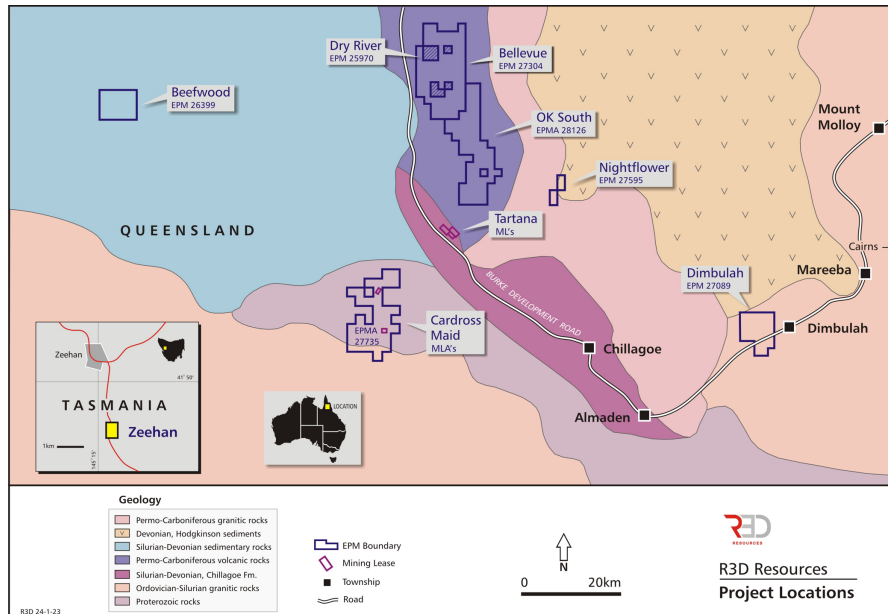 Dry River
EPM 25970
Bellevue
EPM 27304
Beefwood
EPM 26399
Mount
Molloy
OK South
EPMA 28126
Nightflower
EPM 27595
QUEENSLAND
Tartana
ML's
Cairns
Mareeba
Dimbulah
EPM 27089
BURKE DEVELOPMENT ROAD
Cardross
Maid
MLA's
EPMA
27735
Dimbulah
Chillagoe
Almaden
Zeehan
41° 50'
TASMANIA
Zeehan
1km
145° 15'
LOCATION
Geology
Permo-Carboniferous granitic rocks
Devonian, Hodgkinson sediments
Silurian-Devonian sedimentary rocks
Permo-Carboniferous volcanic rocks
Silurian-Devonian, Chillagoe Fm.
Ordovician-Silurian granitic rocks
Proterozoic rocks
EPM Boundary
Mining Lease
Township
Road
N
0 20km
R3D
RESOURCES
R3D Resources
Project Locations
R3D 24-1-23